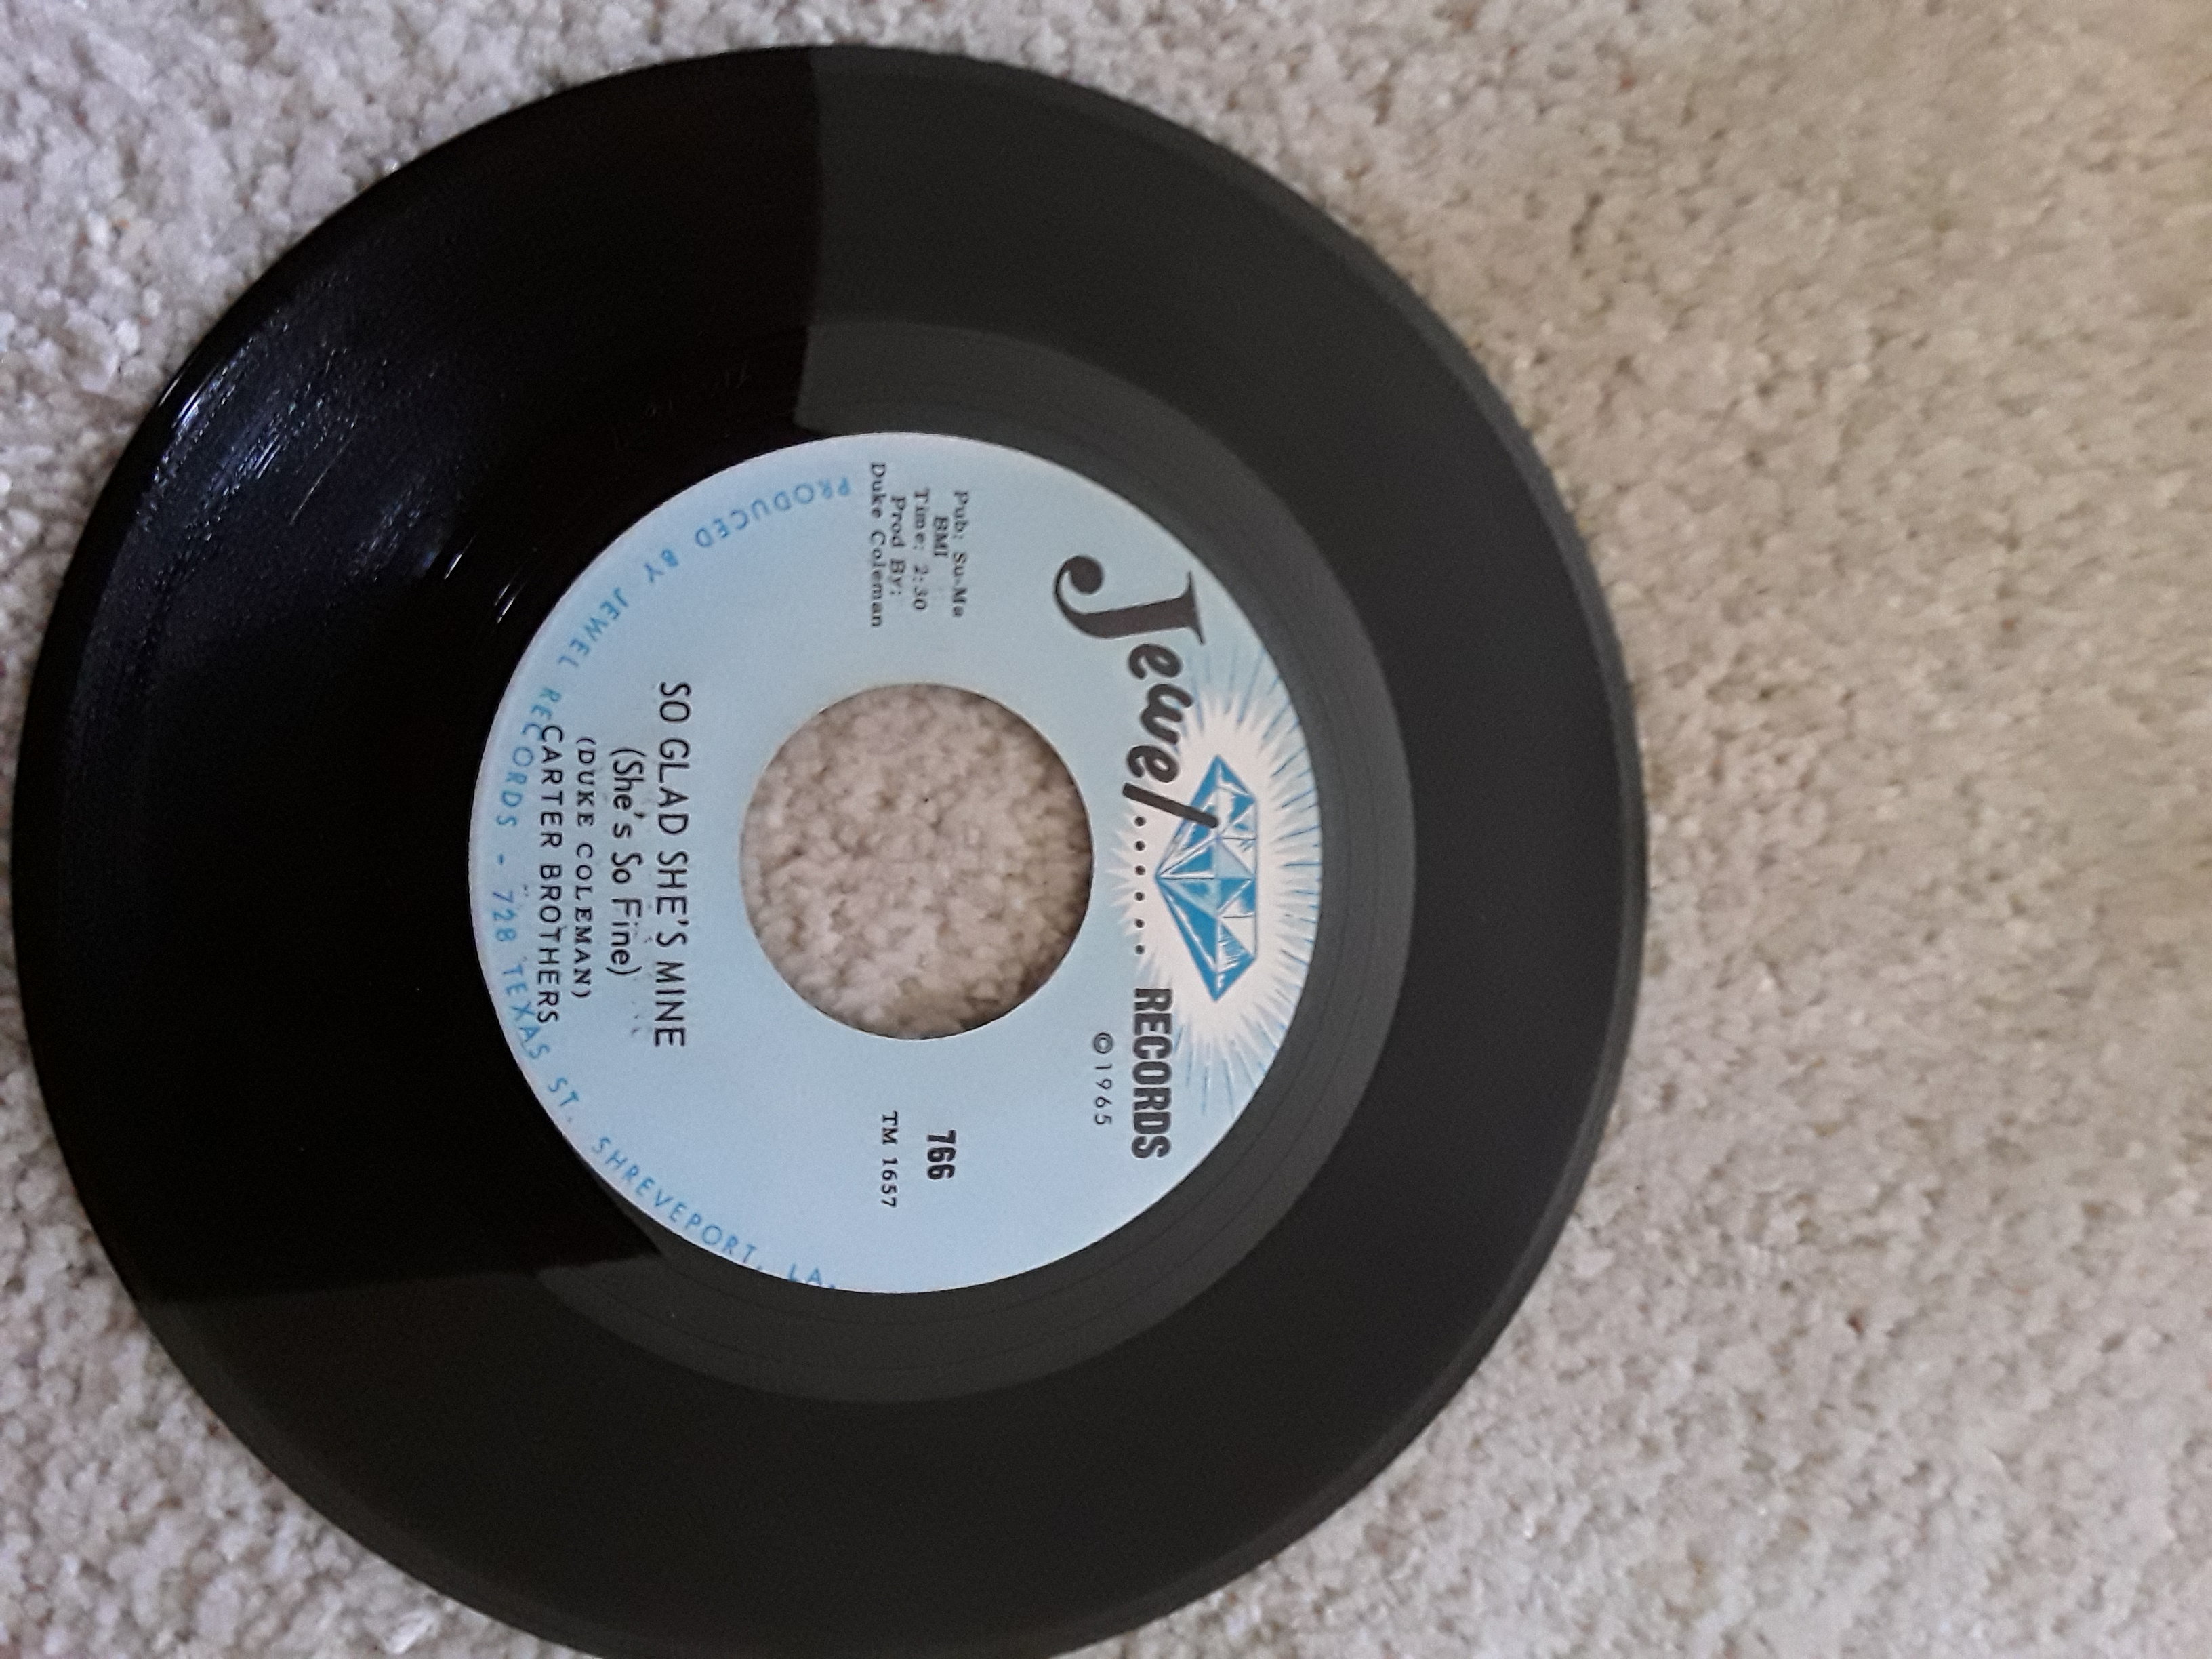 Jewel....... RECORDS
©1965
Pub: Su-Ma
BMI
Time: 2:30
Prod By:
Duke Coleman
766
TM 1657
SO GLAD SHE'S MINE
(She's So Fine)
(DUKE COLEMAN)
CARTER BROTHERS
PRODUCED BY JEWEL RECORDS - 728 TEXAS ST. SHREVEPORT, LA.